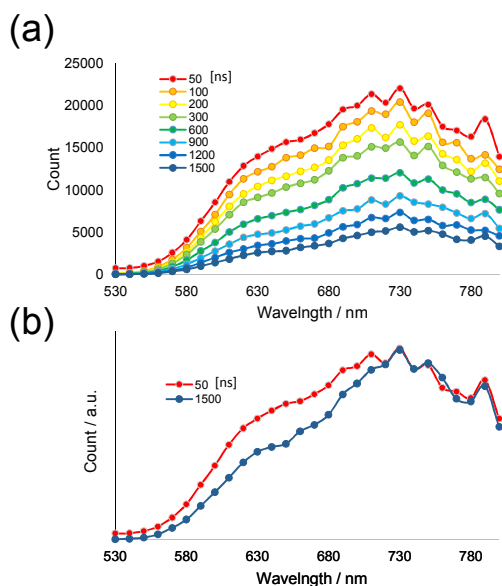 (a)
25000
20000
15000
10000
5000
0
Count
50 [ns]
100
200
300
600
900
1200
1500
530 580 630 680 730 780
Wavelngth / nm
(b)
Count / a.u.
50 [ns]
1500
530 580 630 680 730 780
Wavelngth / nm